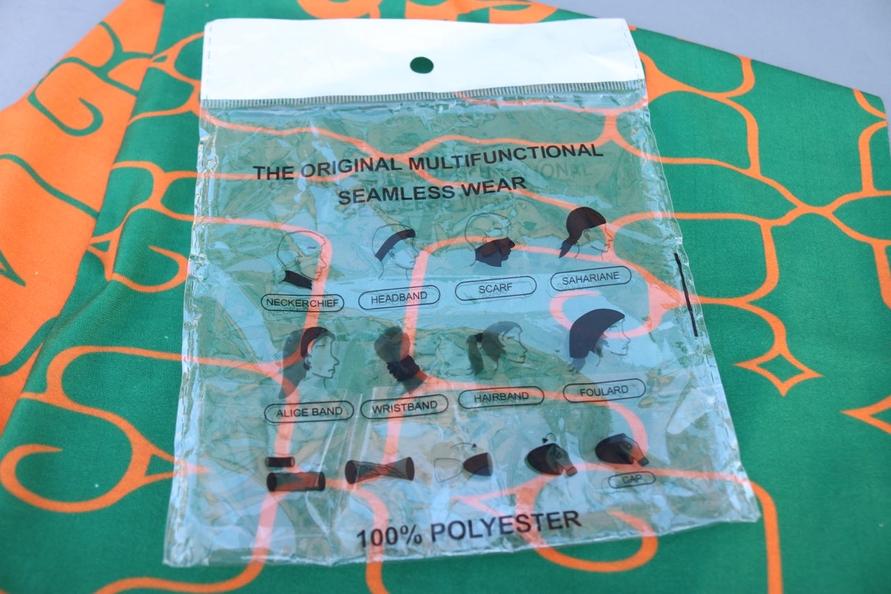 THE ORIGINAL MULTIFUNCTIONAL
SEAMLESS WEAR
NECKERCHIEF HEADBAND SCARF SAHARIANE
ALICE BAND WRISTBAND HAIRBAND FOULARD
CAP
100% POLYESTER